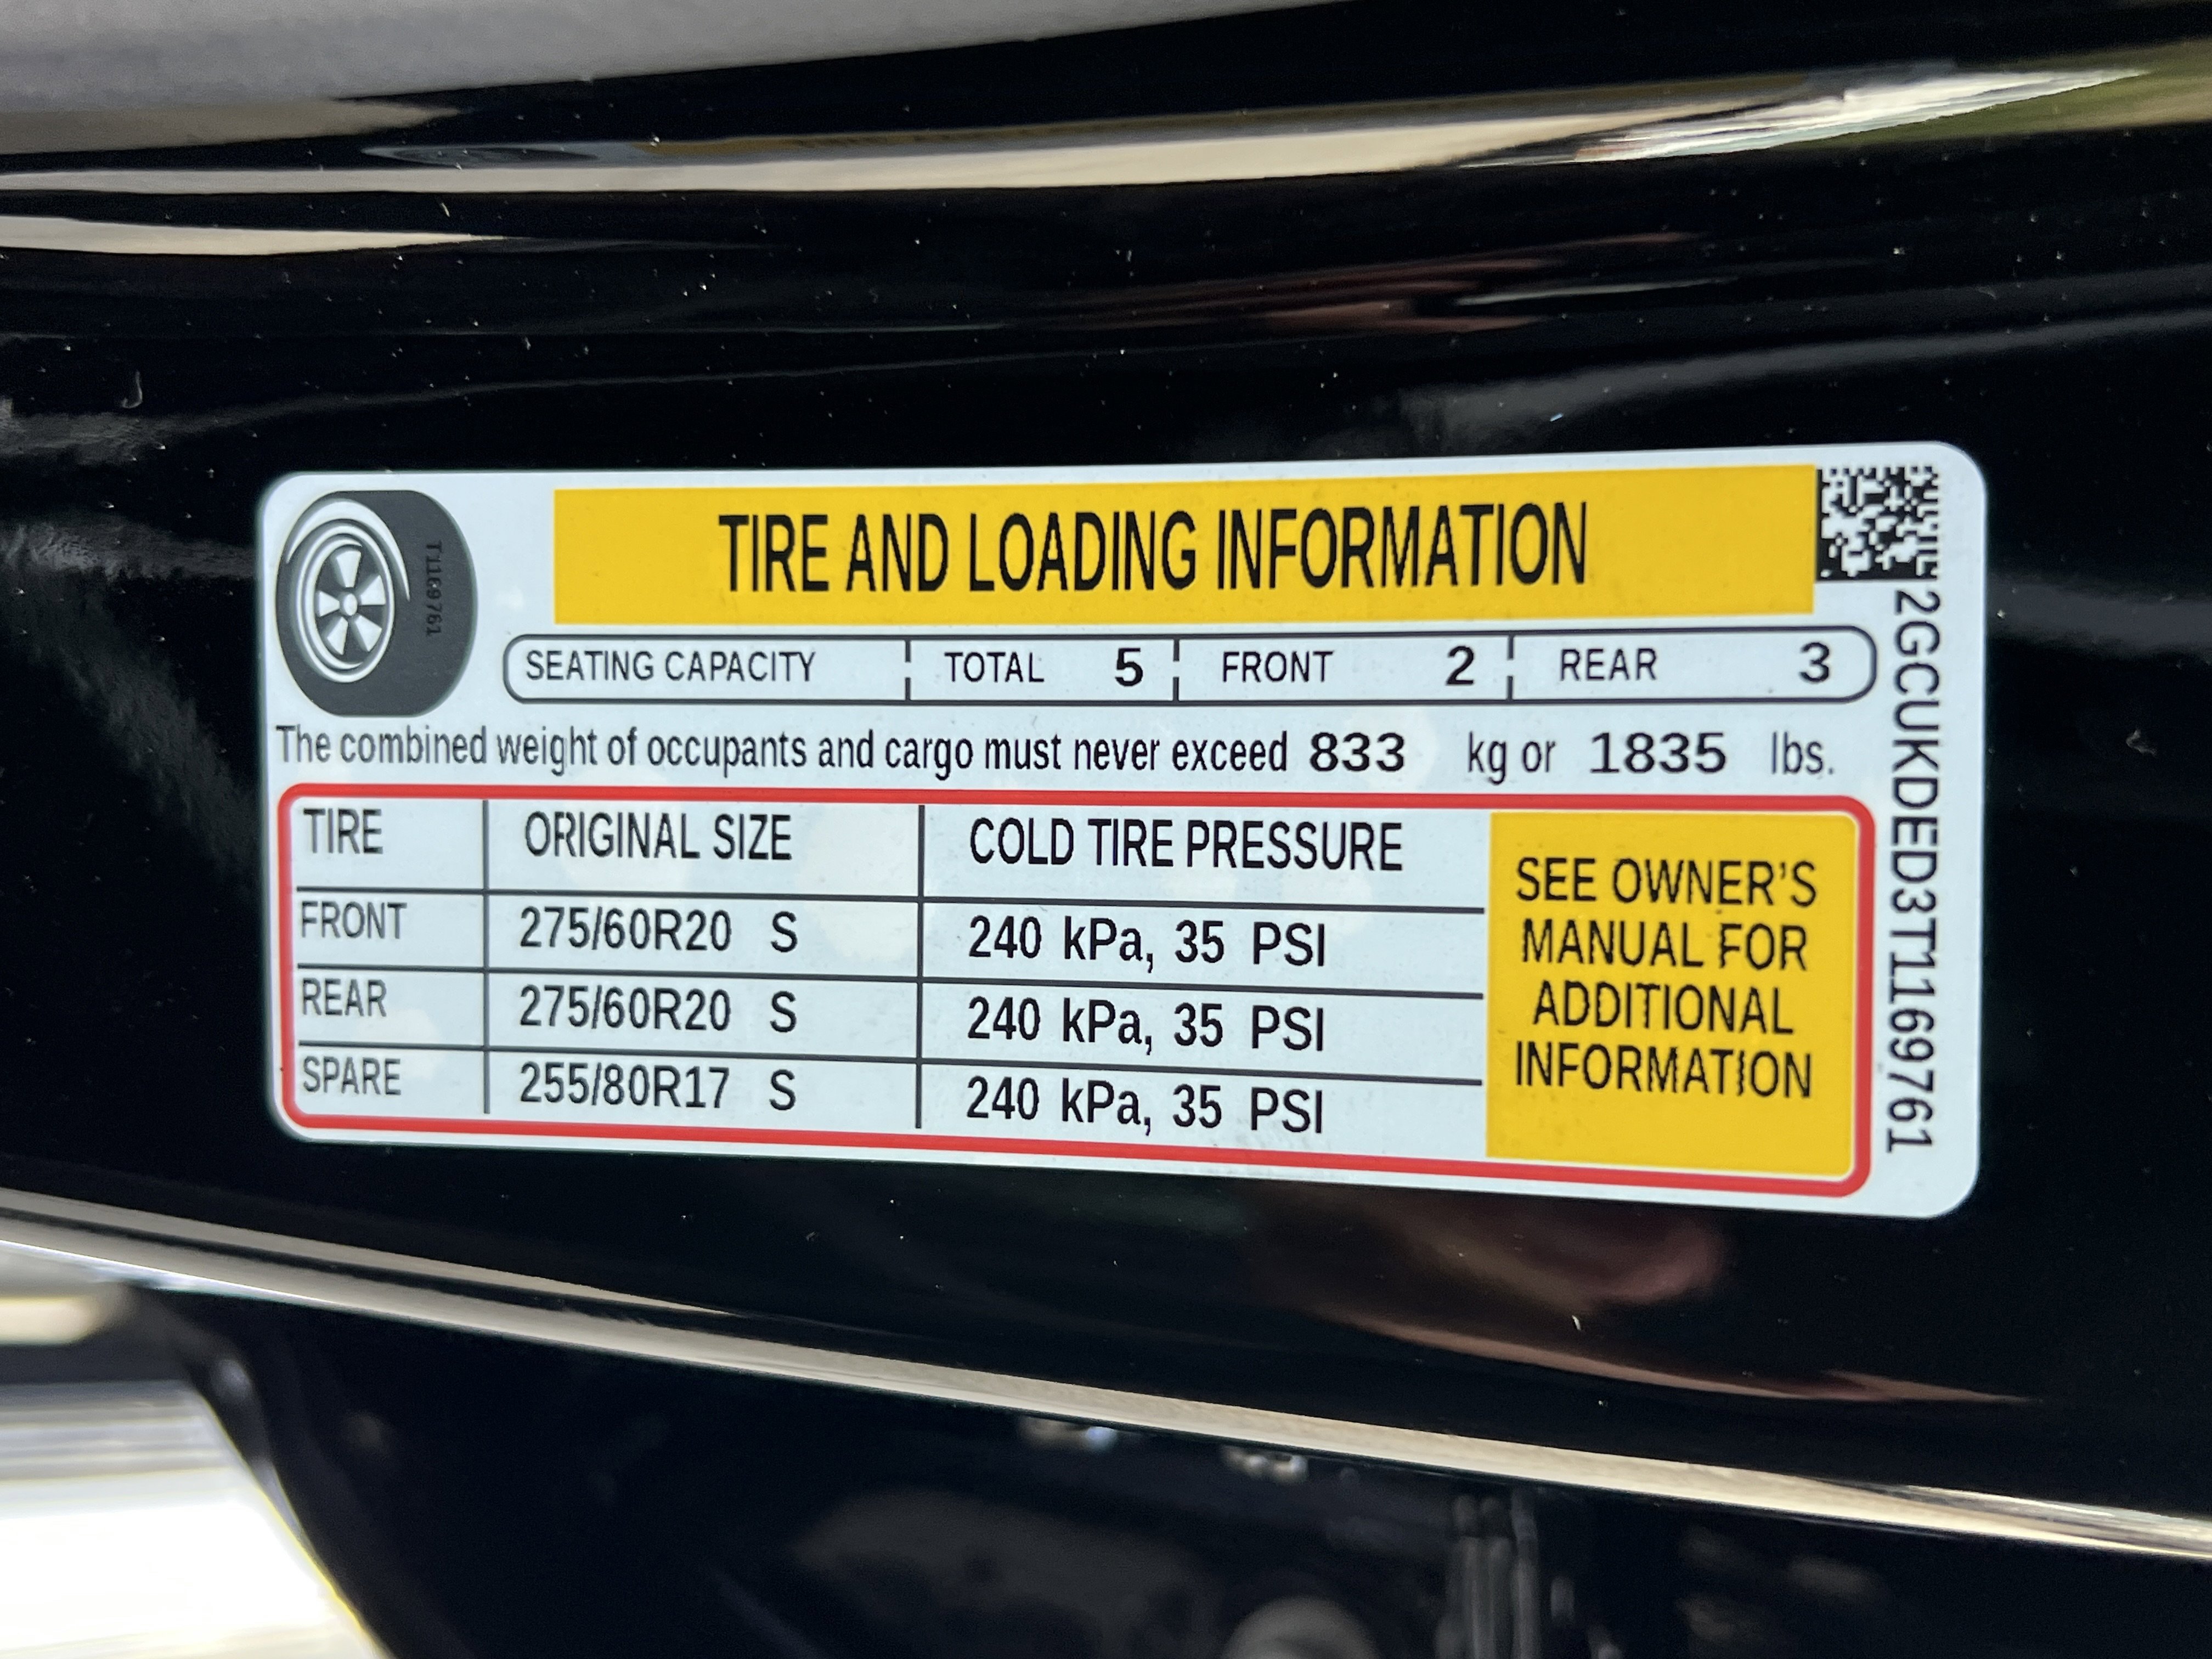 TIRE AND LOADING INFORMATION
T1169761
SEATING CAPACITY TOTAL 5 FRONT 2 REAR 3
The combined weight of occupants and cargo must never exceed 833 kg or 1835 lbs.
TIRE ORIGINAL SIZE COLD TIRE PRESSURE
FRONT 275/60R20 S 240 kPa, 35 PSI
REAR 275/60R20 S 240 kPa, 35 PSI
SPARE 255/80R17 S 240 kPa, 35 PSI
SEE OWNER'S
MANUAL FOR
ADDITIONAL
INFORMATION
2GCUKDED3T1169761